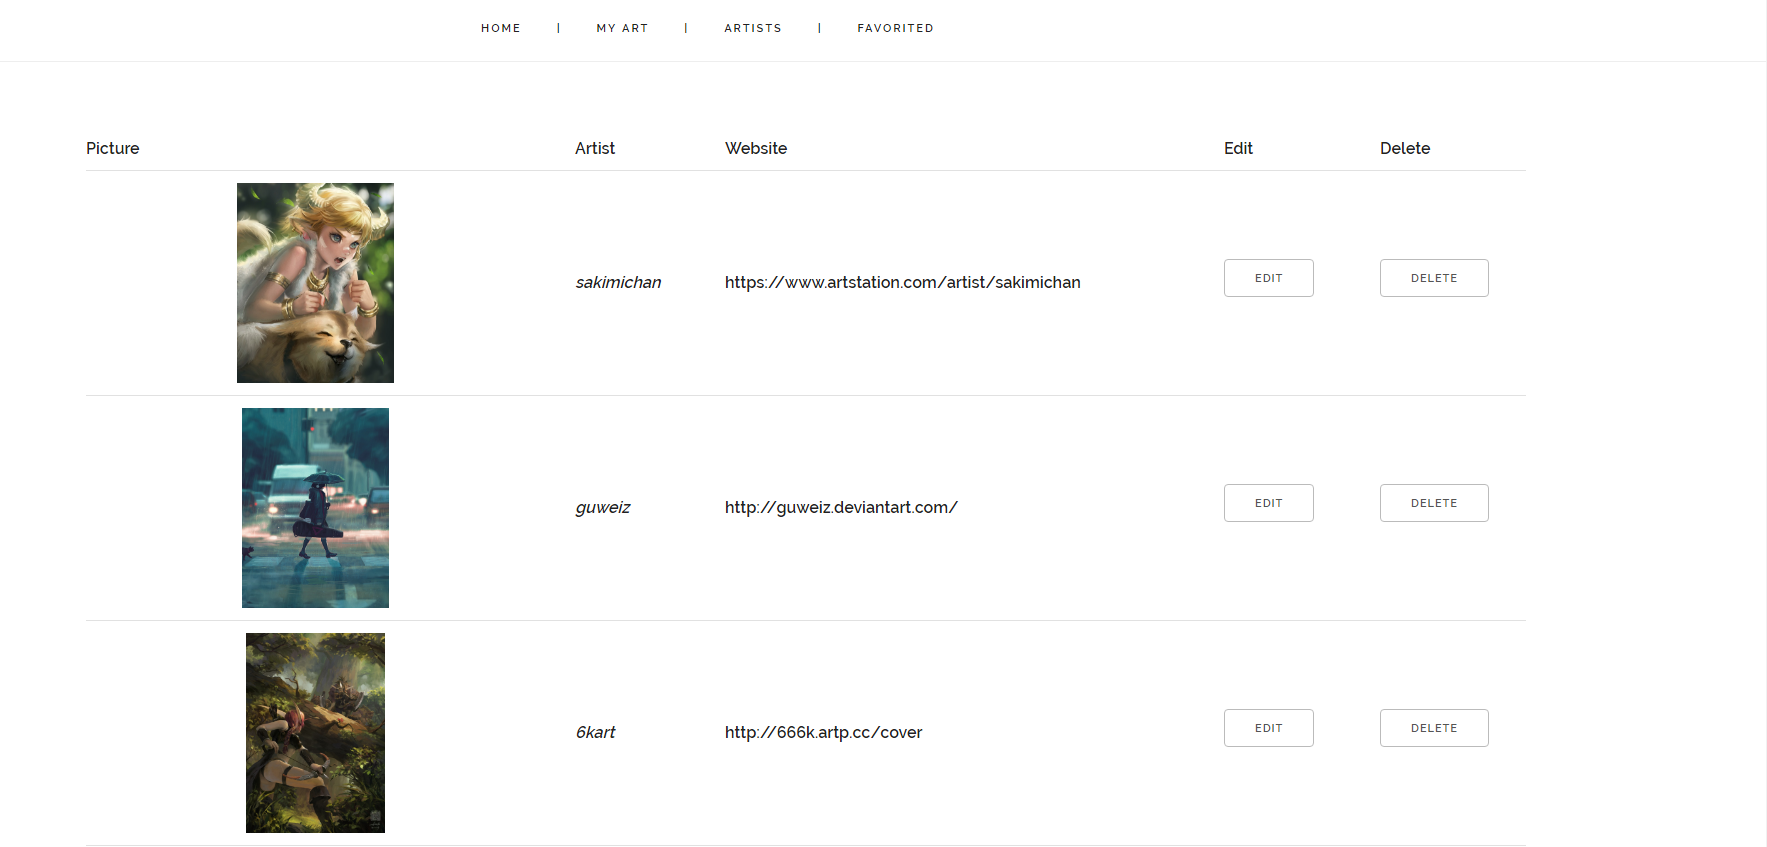 HOME | MY ART | ARTISTS | FAVORITED
Picture Artist Website Edit Delete
sakimichan https://www.artstation.com/artist/sakimichan EDIT DELETE
guweiz http://guweiz.deviantart.com/ EDIT DELETE
6kart http://666k.artp.cc/cover EDIT DELETE